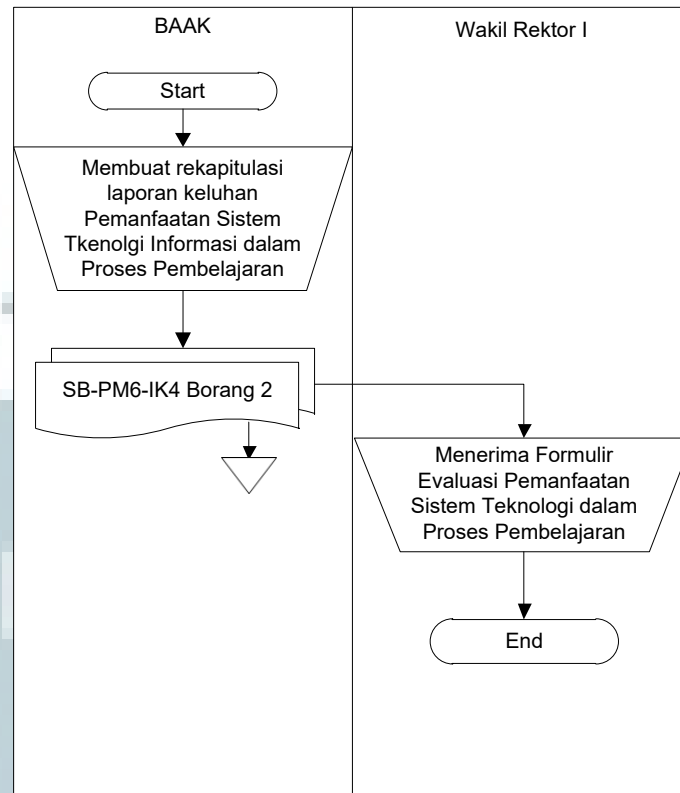 BAAK
Wakil Rektor I
Start
Membuat rekapitulasi
laporan keluhan
Pemanfaatan Sistem
Tkenolgi Informasi dalam
Proses Pembelajaran
SB-PM6-IK4 Borang 2
Menerima Formulir
Evaluasi Pemanfaatan
Sistem Teknologi dalam
Proses Pembelajaran
End